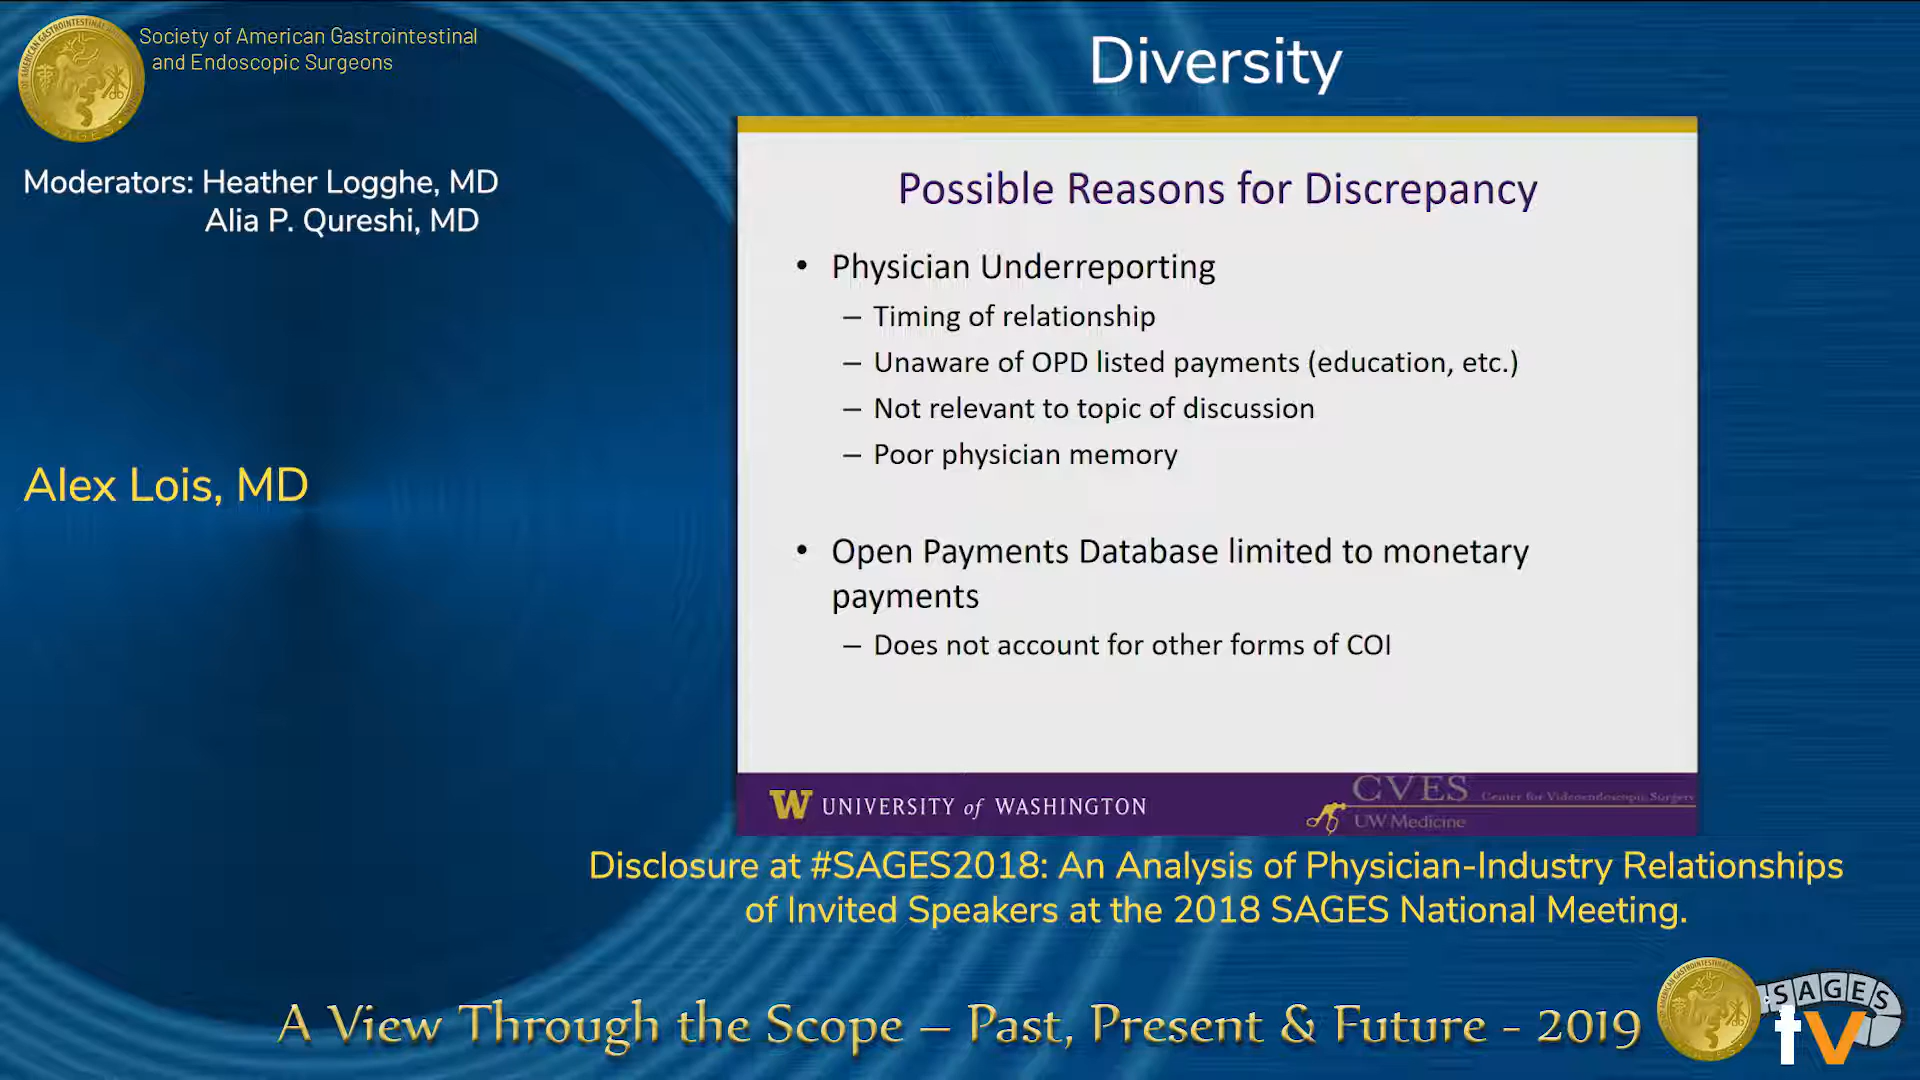 Society of American Gastrointestinal
and Endoscopic Surgeons
Diversity
Moderators: Heather Logghe, MD
Alia P. Qureshi, MD
Alex Lois, MD
Possible Reasons for Discrepancy
• Physician Underreporting
– Timing of relationship
– Unaware of OPD listed payments (education, etc.)
– Not relevant to topic of discussion
– Poor physician memory
• Open Payments Database limited to monetary
payments
– Does not account for other forms of COI
W UNIVERSITY of WASHINGTON
CVES Center for Videoendoscopic Surgery
UW Medicine
Disclosure at #SAGES2018: An Analysis of Physician-Industry Relationships
of Invited Speakers at the 2018 SAGES National Meeting.
A View Through the Scope – Past, Present & Future - 2019
SAGES
tv